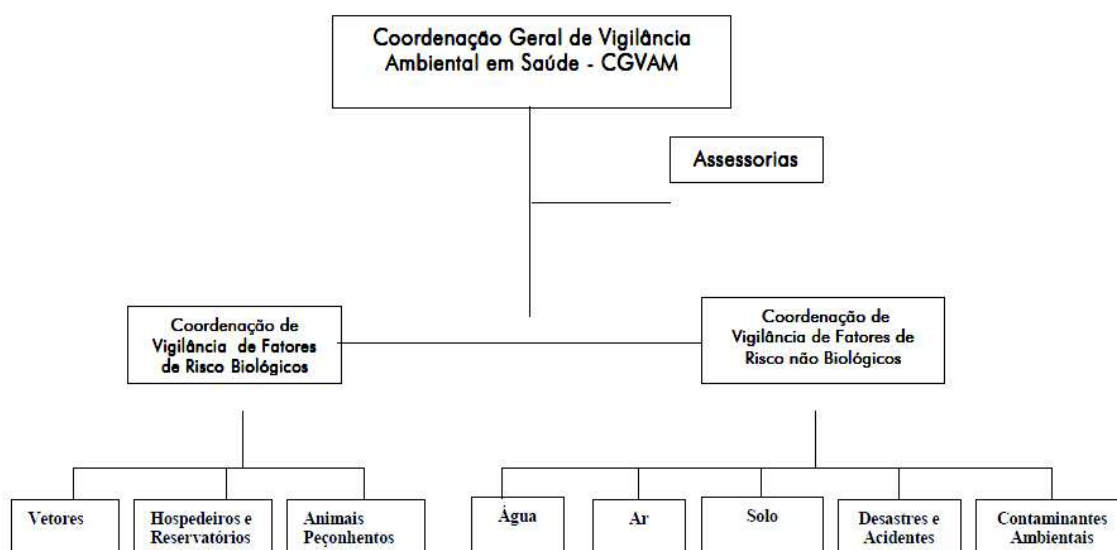 Coordenação Geral de Vigilância
Ambiental em Saúde - CGVAM
Assessorias
Coordenação de
Vigilância de Fatores
de Risco Biológicos
Coordenação de
Vigilância de Fatores de
Risco não Biológicos
Vetores
Hospedeiros e
Reservatórios
Animais
Peçonhentos
Água
Ar
Solo
Desastres e
Acidentes
Contaminantes
Ambientais